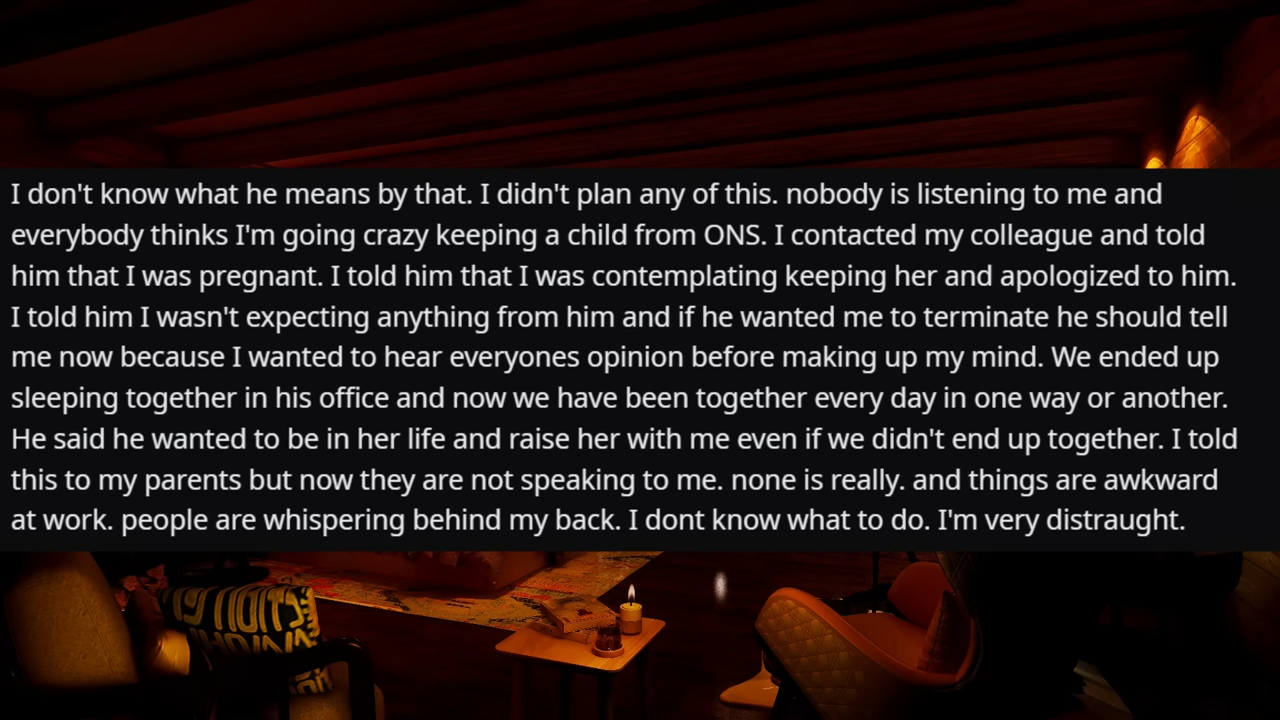 I don't know what he means by that. I didn't plan any of this. nobody is listening to me and
everybody thinks I'm going crazy keeping a child from ONS. I contacted my colleague and told
him that I was pregnant. I told him that I was contemplating keeping her and apologized to him.
I told him I wasn't expecting anything from him and if he wanted me to terminate he should tell
me now because I wanted to hear everyones opinion before making up my mind. We ended up
sleeping together in his office and now we have been together every day in one way or another.
He said he wanted to be in her life and raise her with me even if we didn't end up together. I told
this to my parents but now they are not speaking to me. none is really. and things are awkward
at work. people are whispering behind my back. I dont know what to do. I'm very distraught.